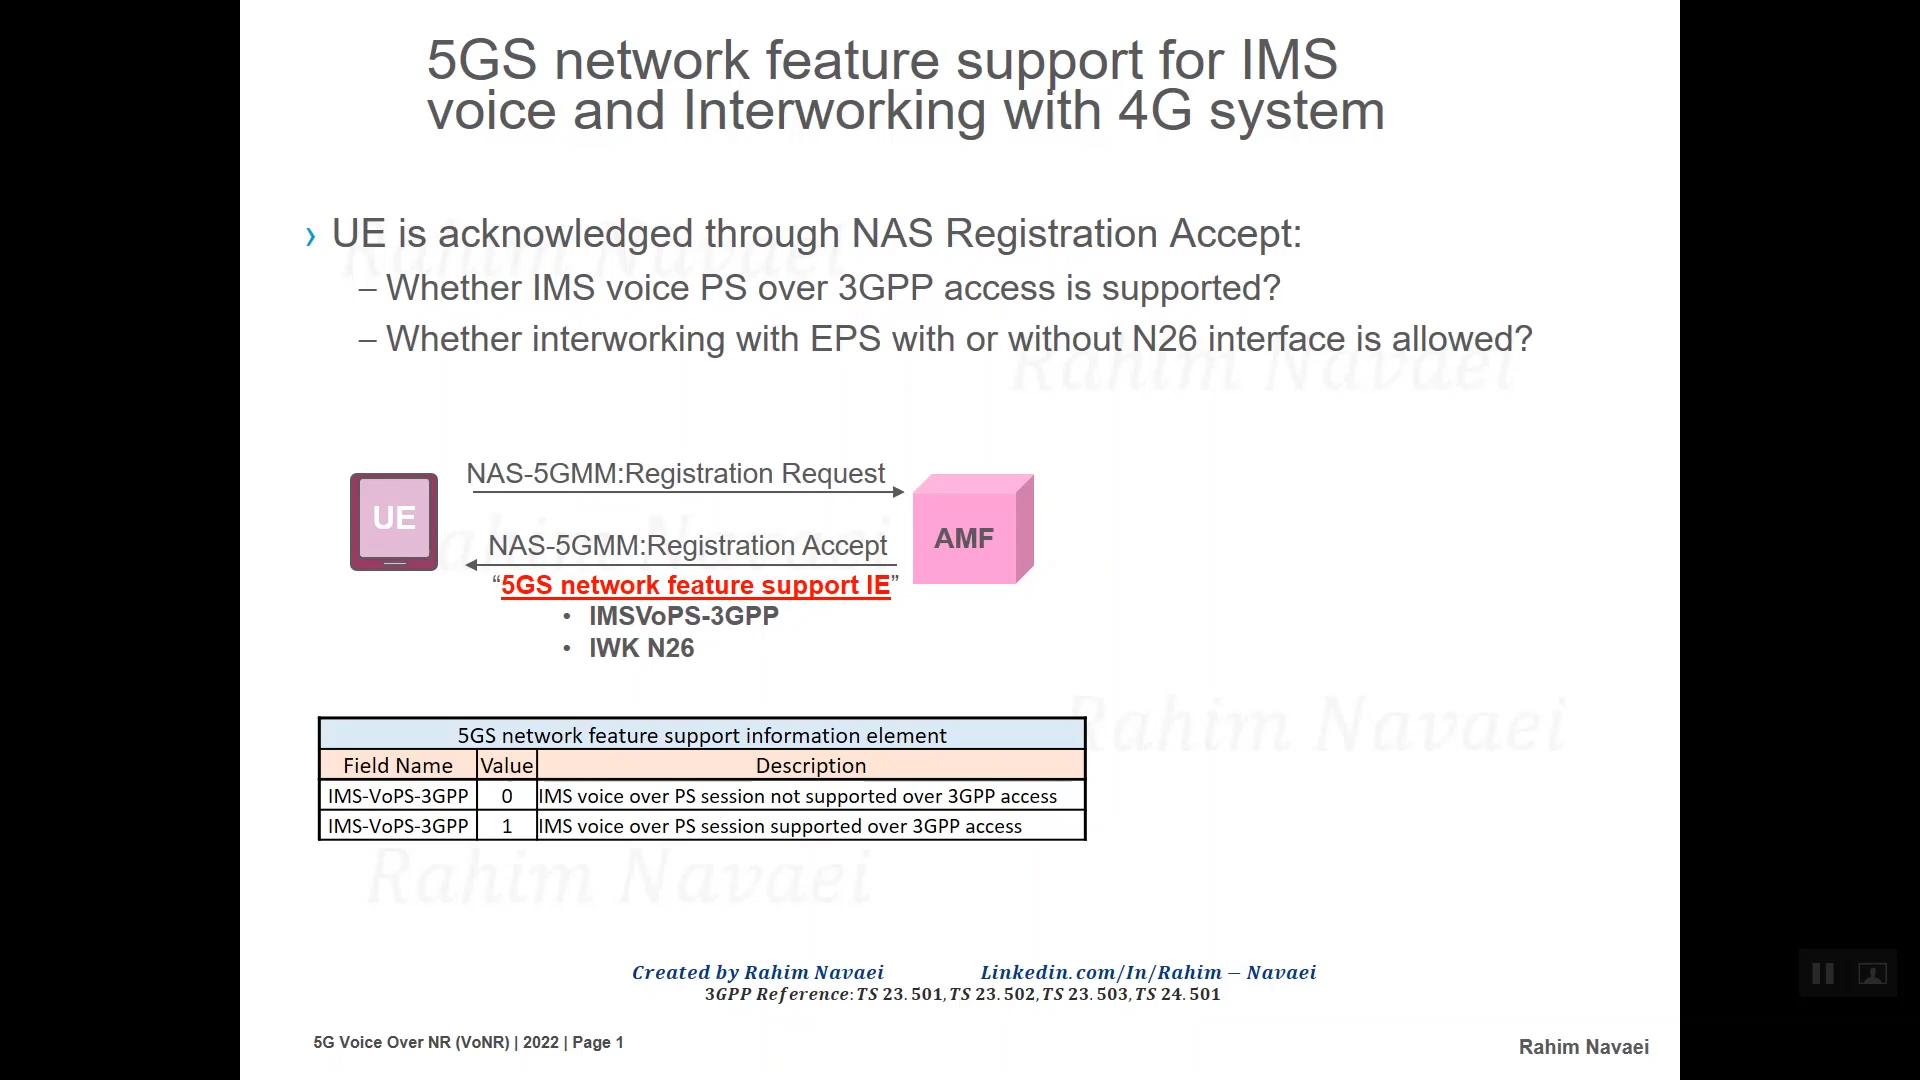 5GS network feature support for IMS
voice and Interworking with 4G system
› UE is acknowledged through NAS Registration Accept:
– Whether IMS voice PS over 3GPP access is supported?
– Whether interworking with EPS with or without N26 interface is allowed?
Rahim Navaei
Rahim Navaei
NAS-5GMM:Registration Request
UE
AMF
NAS-5GMM:Registration Accept
“5GS network feature support IE”
• IMSVoPS-3GPP
• IWK N26
Rahim Navaei
5GS network feature support information element
Field Name Value Description
IMS-VoPS-3GPP 0 IMS voice over PS session not supported over 3GPP access
IMS-VoPS-3GPP 1 IMS voice over PS session supported over 3GPP access
Rahim Navaei
Created by Rahim Navaei Linkedin.com/In/Rahim – Navaei
3GPP Reference: TS 23.501, TS 23.502, TS 23.503, TS 24.501
5G Voice Over NR (VoNR) | 2022 | Page 1
Rahim Navaei